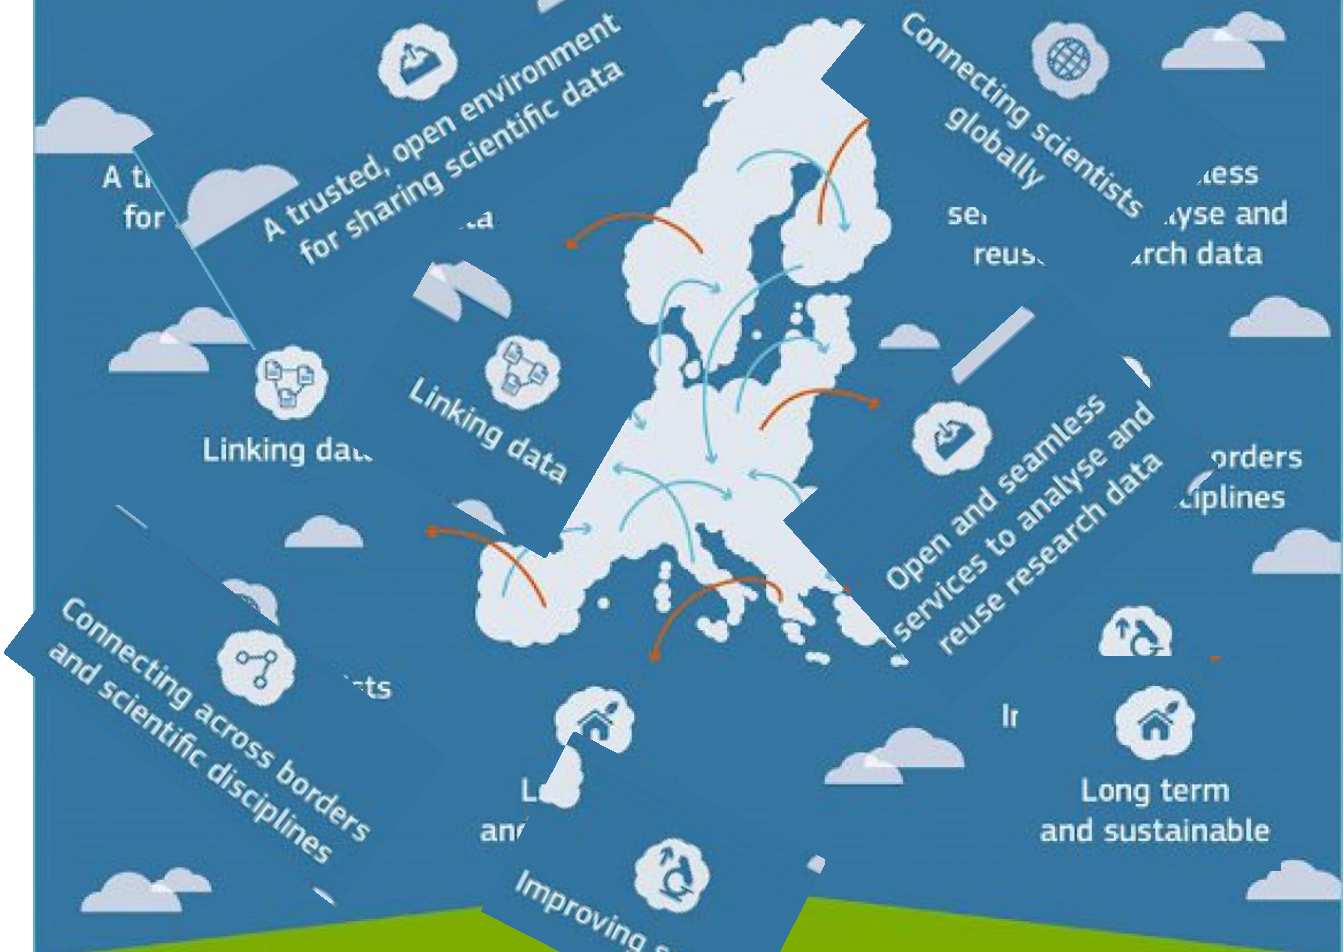 A trusted, open environment
for sharing scientific data
Connecting scientists
globally
for
less
lyse and
arch data
Linking data
Linking
Open and seamless
services to analyse and
reuse research data
orders
ciplines
Connecting across borders
and scientific disciplines
Long term
and sustainable
Improving